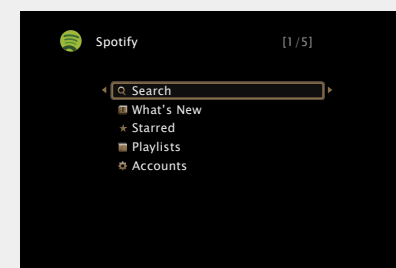 Spotify [1/5]
Search
What's New
Starred
Playlists
Accounts